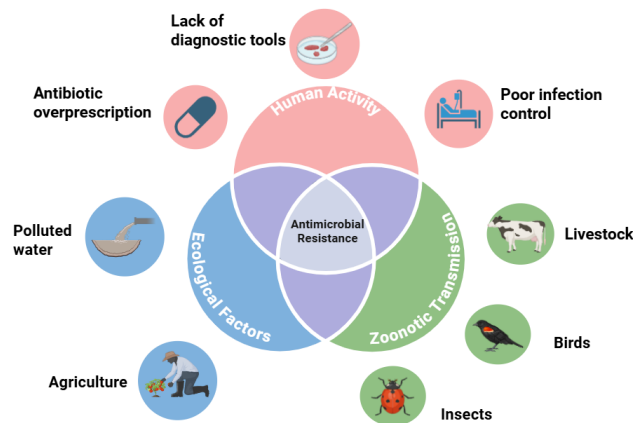 Lack of
diagnostic tools
Antibiotic
overprescription
Human Activity
Poor infection
control
Polluted
water
Antimicrobial
Resistance
Ecological Factors
Zoonotic Transmission
Livestock
Birds
Agriculture
Insects